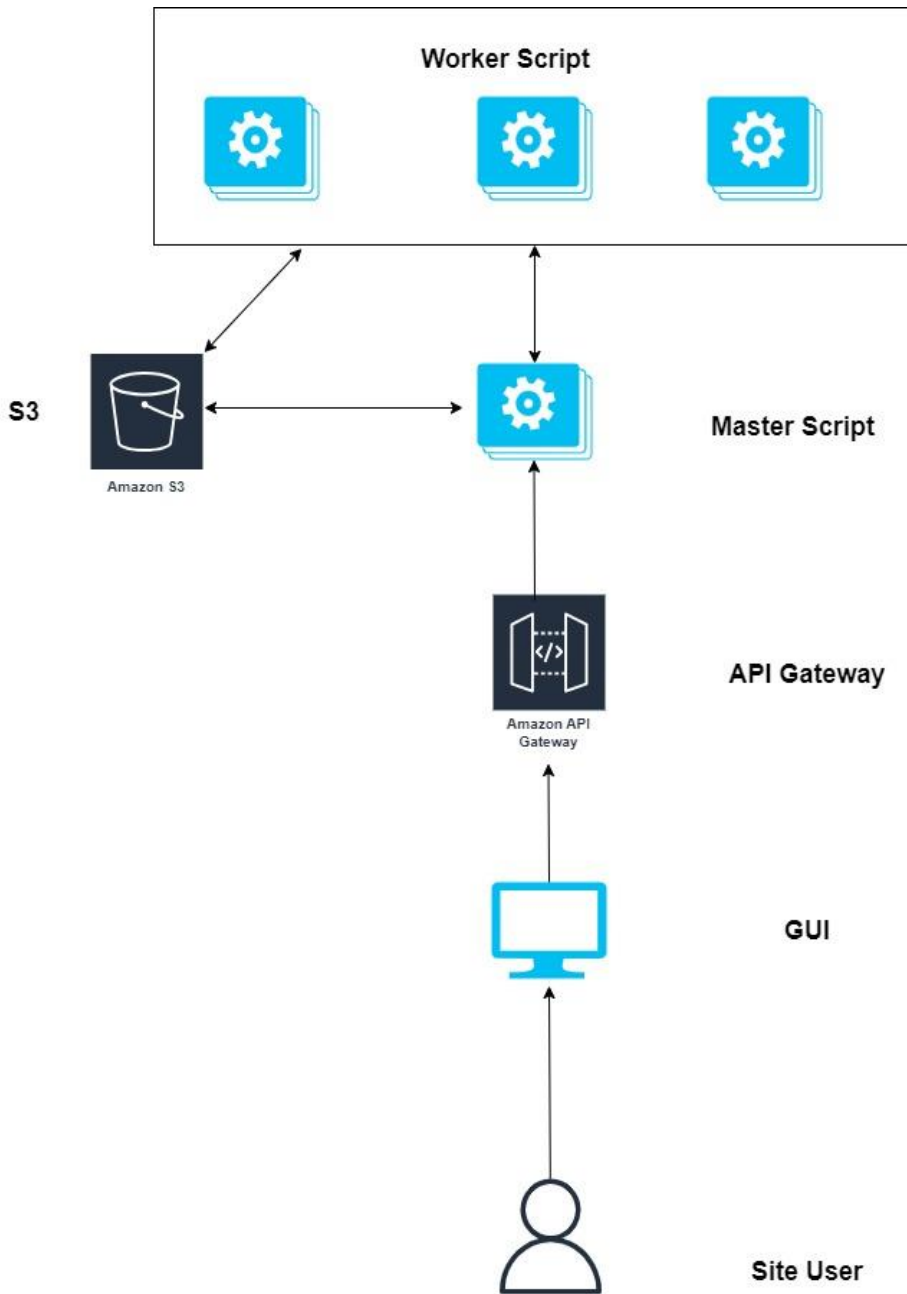 Worker Script
S3
Amazon S3
Master Script
API Gateway
</>
Amazon API
Gateway
GUI
Site User